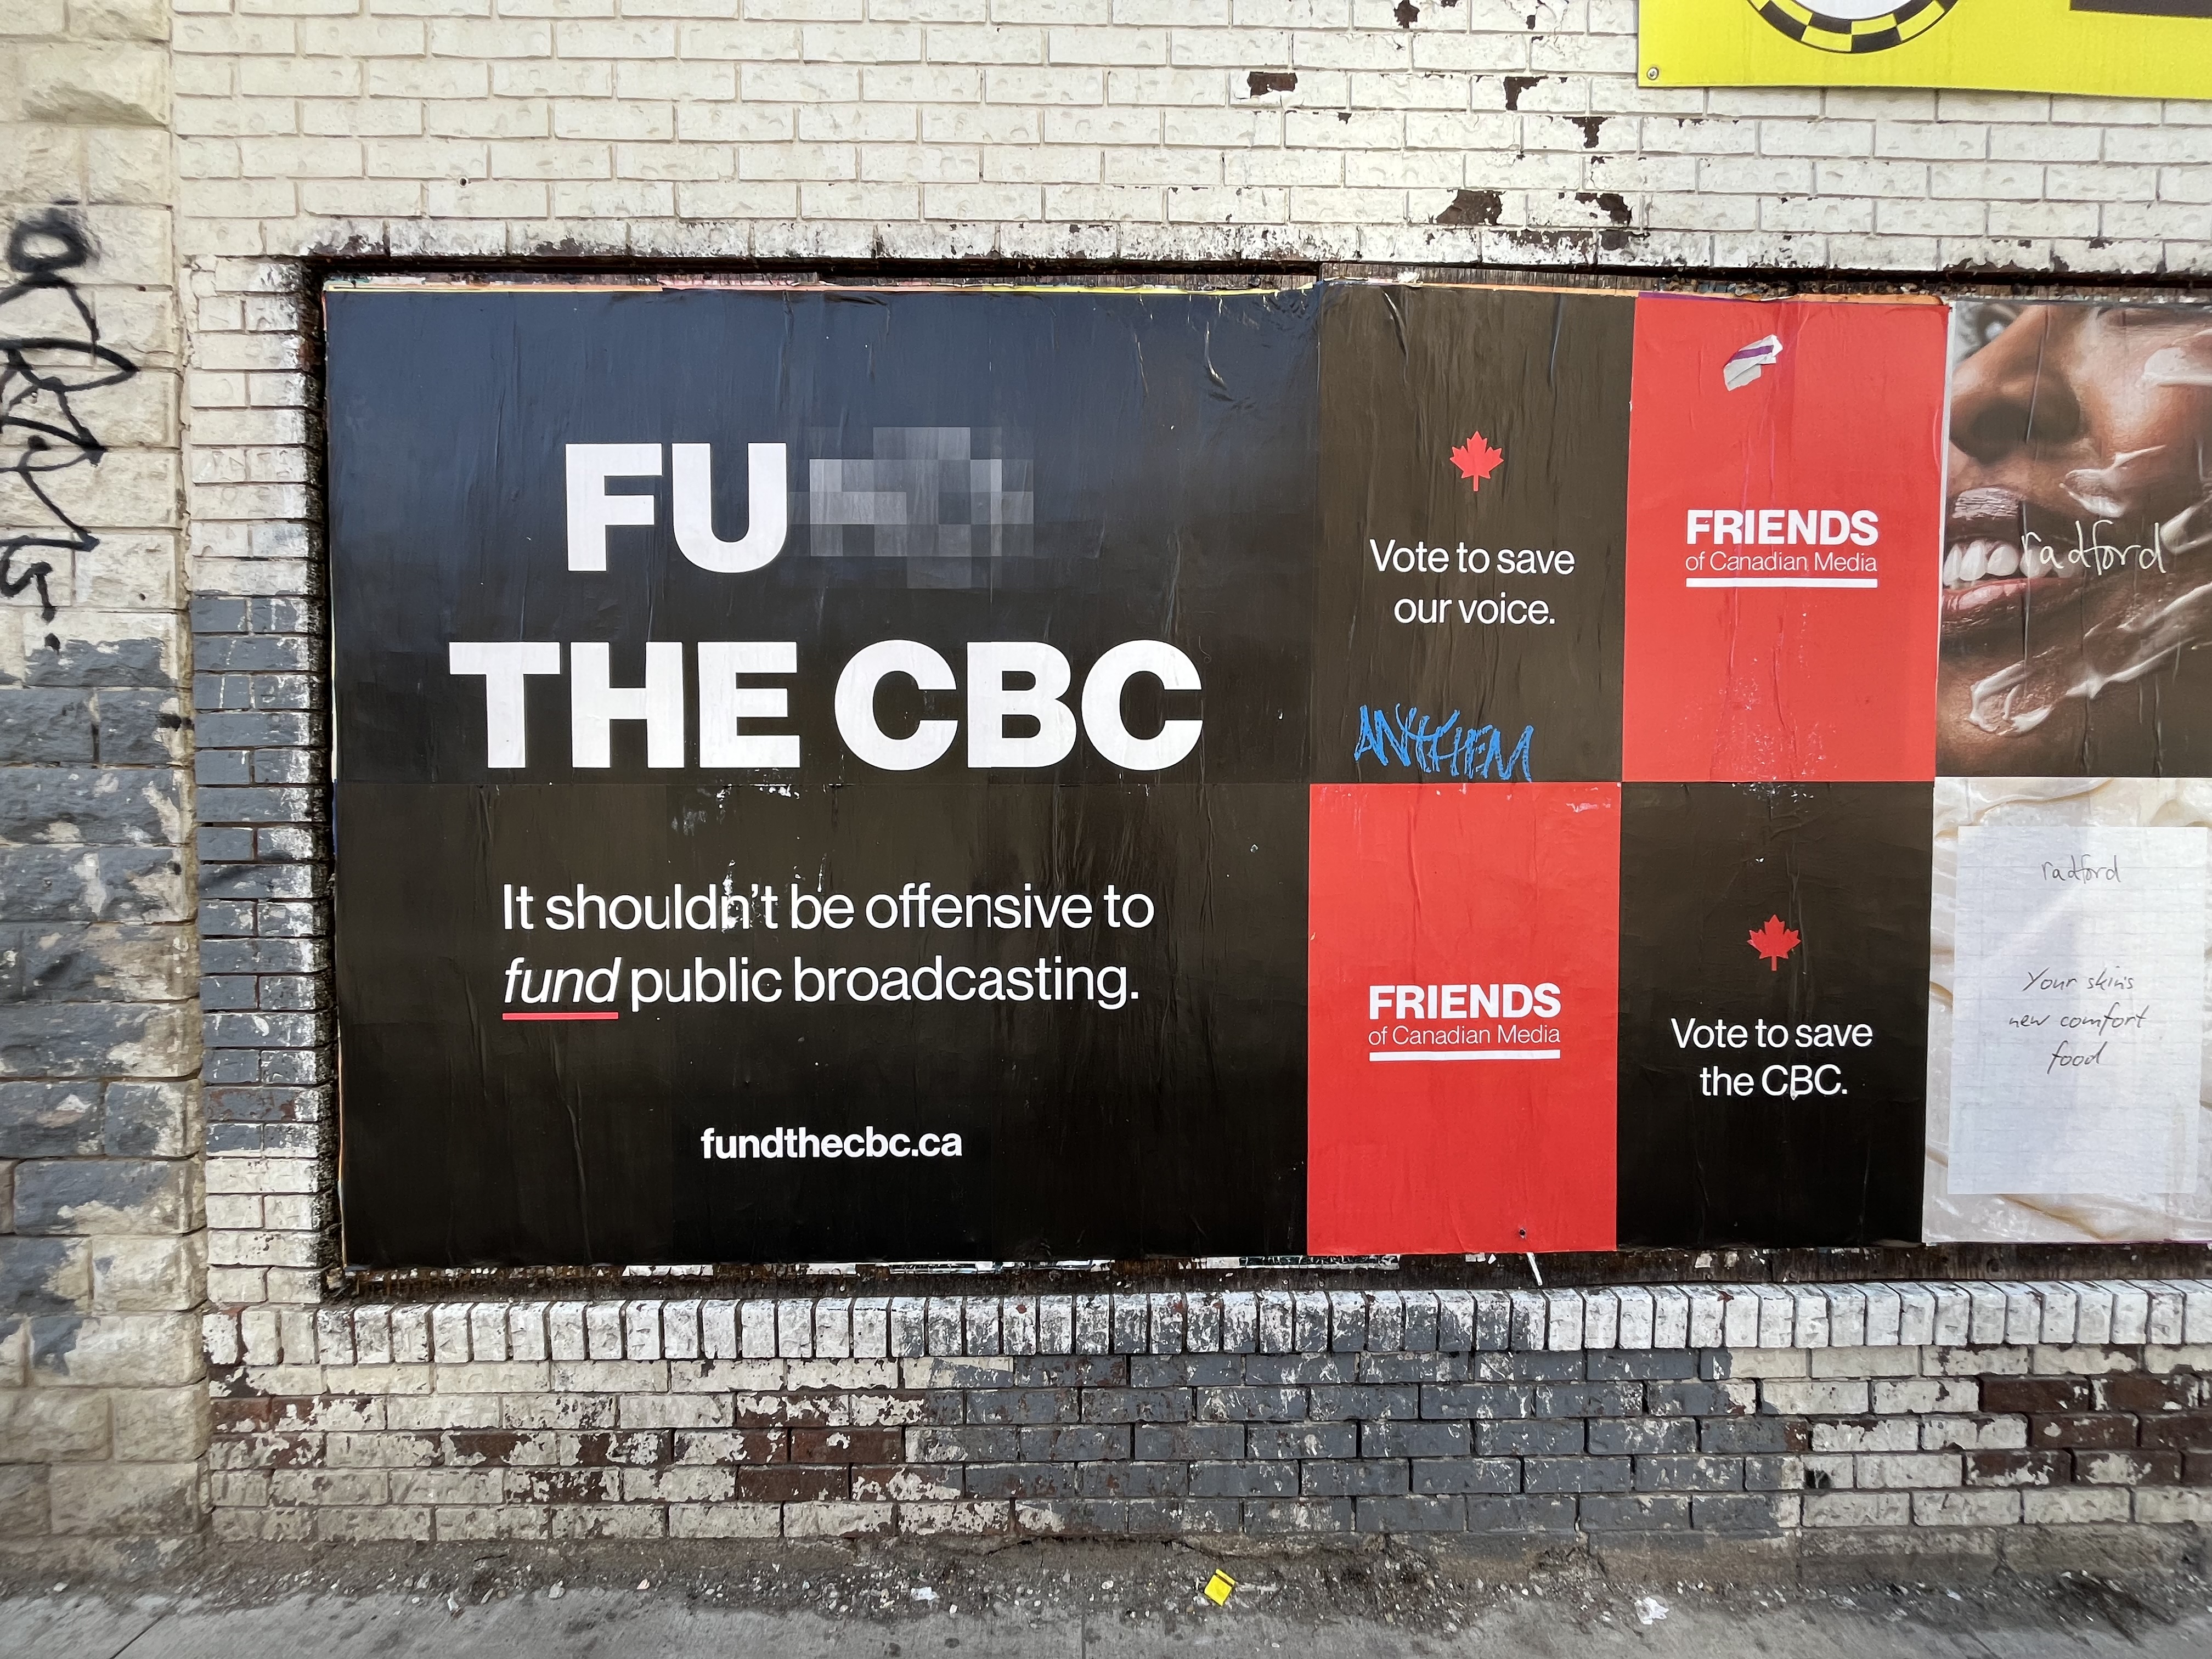 FU
THE CBC
It shouldn't be offensive to
fund public broadcasting.
fundthecbc.ca
Vote to save
our voice.
ANTHEM
FRIENDS
of Canadian Media
FRIENDS
of Canadian Media
Vote to save
the CBC.
radford
radford
Your skin's
new comfort
food